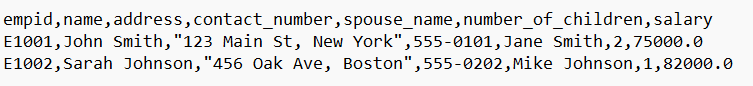 empid,name,address,contact_number,spouse_name,number_of_children,salary
E1001,John Smith,"123 Main St, New York",555-0101,Jane Smith,2,75000.0
E1002,Sarah Johnson,"456 Oak Ave, Boston",555-0202,Mike Johnson,1,82000.0